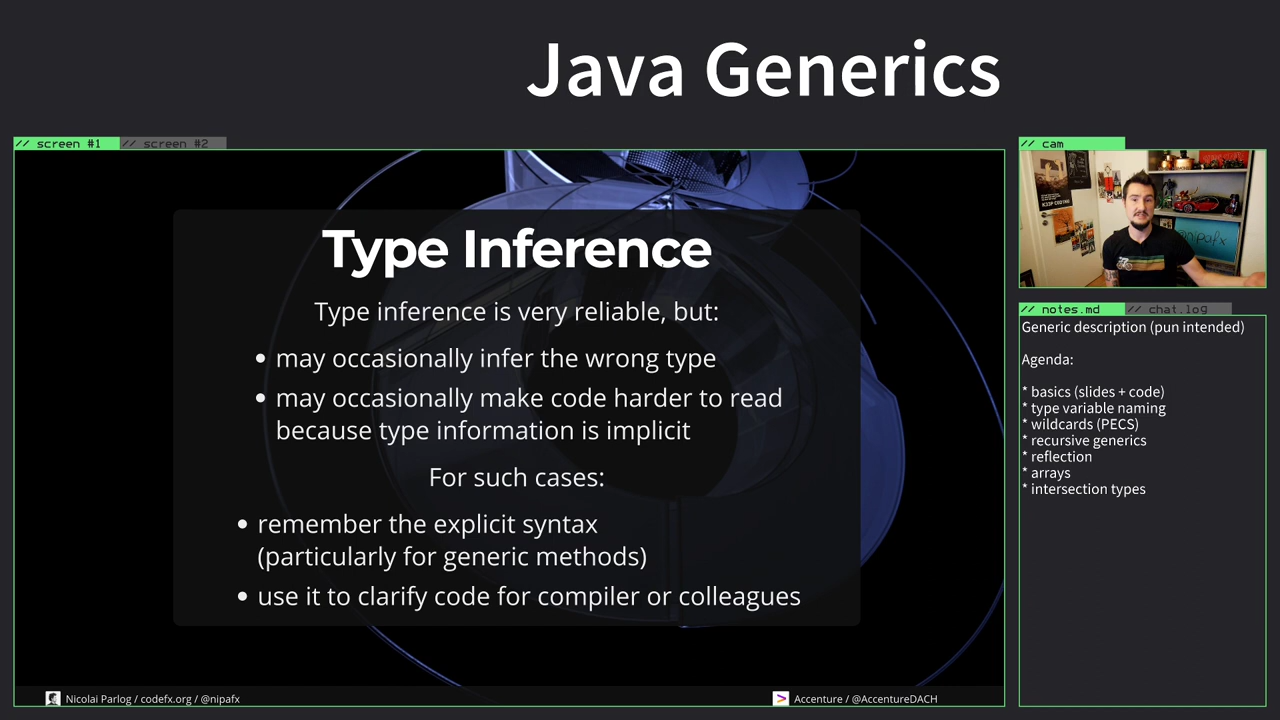 Java Generics
// screen #1
// screen #2
// cam
Type Inference
Type inference is very reliable, but:
• may occasionally infer the wrong type
• may occasionally make code harder to read
because type information is implicit
For such cases:
• remember the explicit syntax
(particularly for generic methods)
• use it to clarify code for compiler or colleagues
Nicolai Parlog / codefx.org / @nipafx
Accenture / @AccentureDACH
@nipafx
// notes.md
// chat.log
Generic description (pun intended)
Agenda:
* basics (slides + code)
* type variable naming
* wildcards (PECS)
* recursive generics
* reflection
* arrays
* intersection types